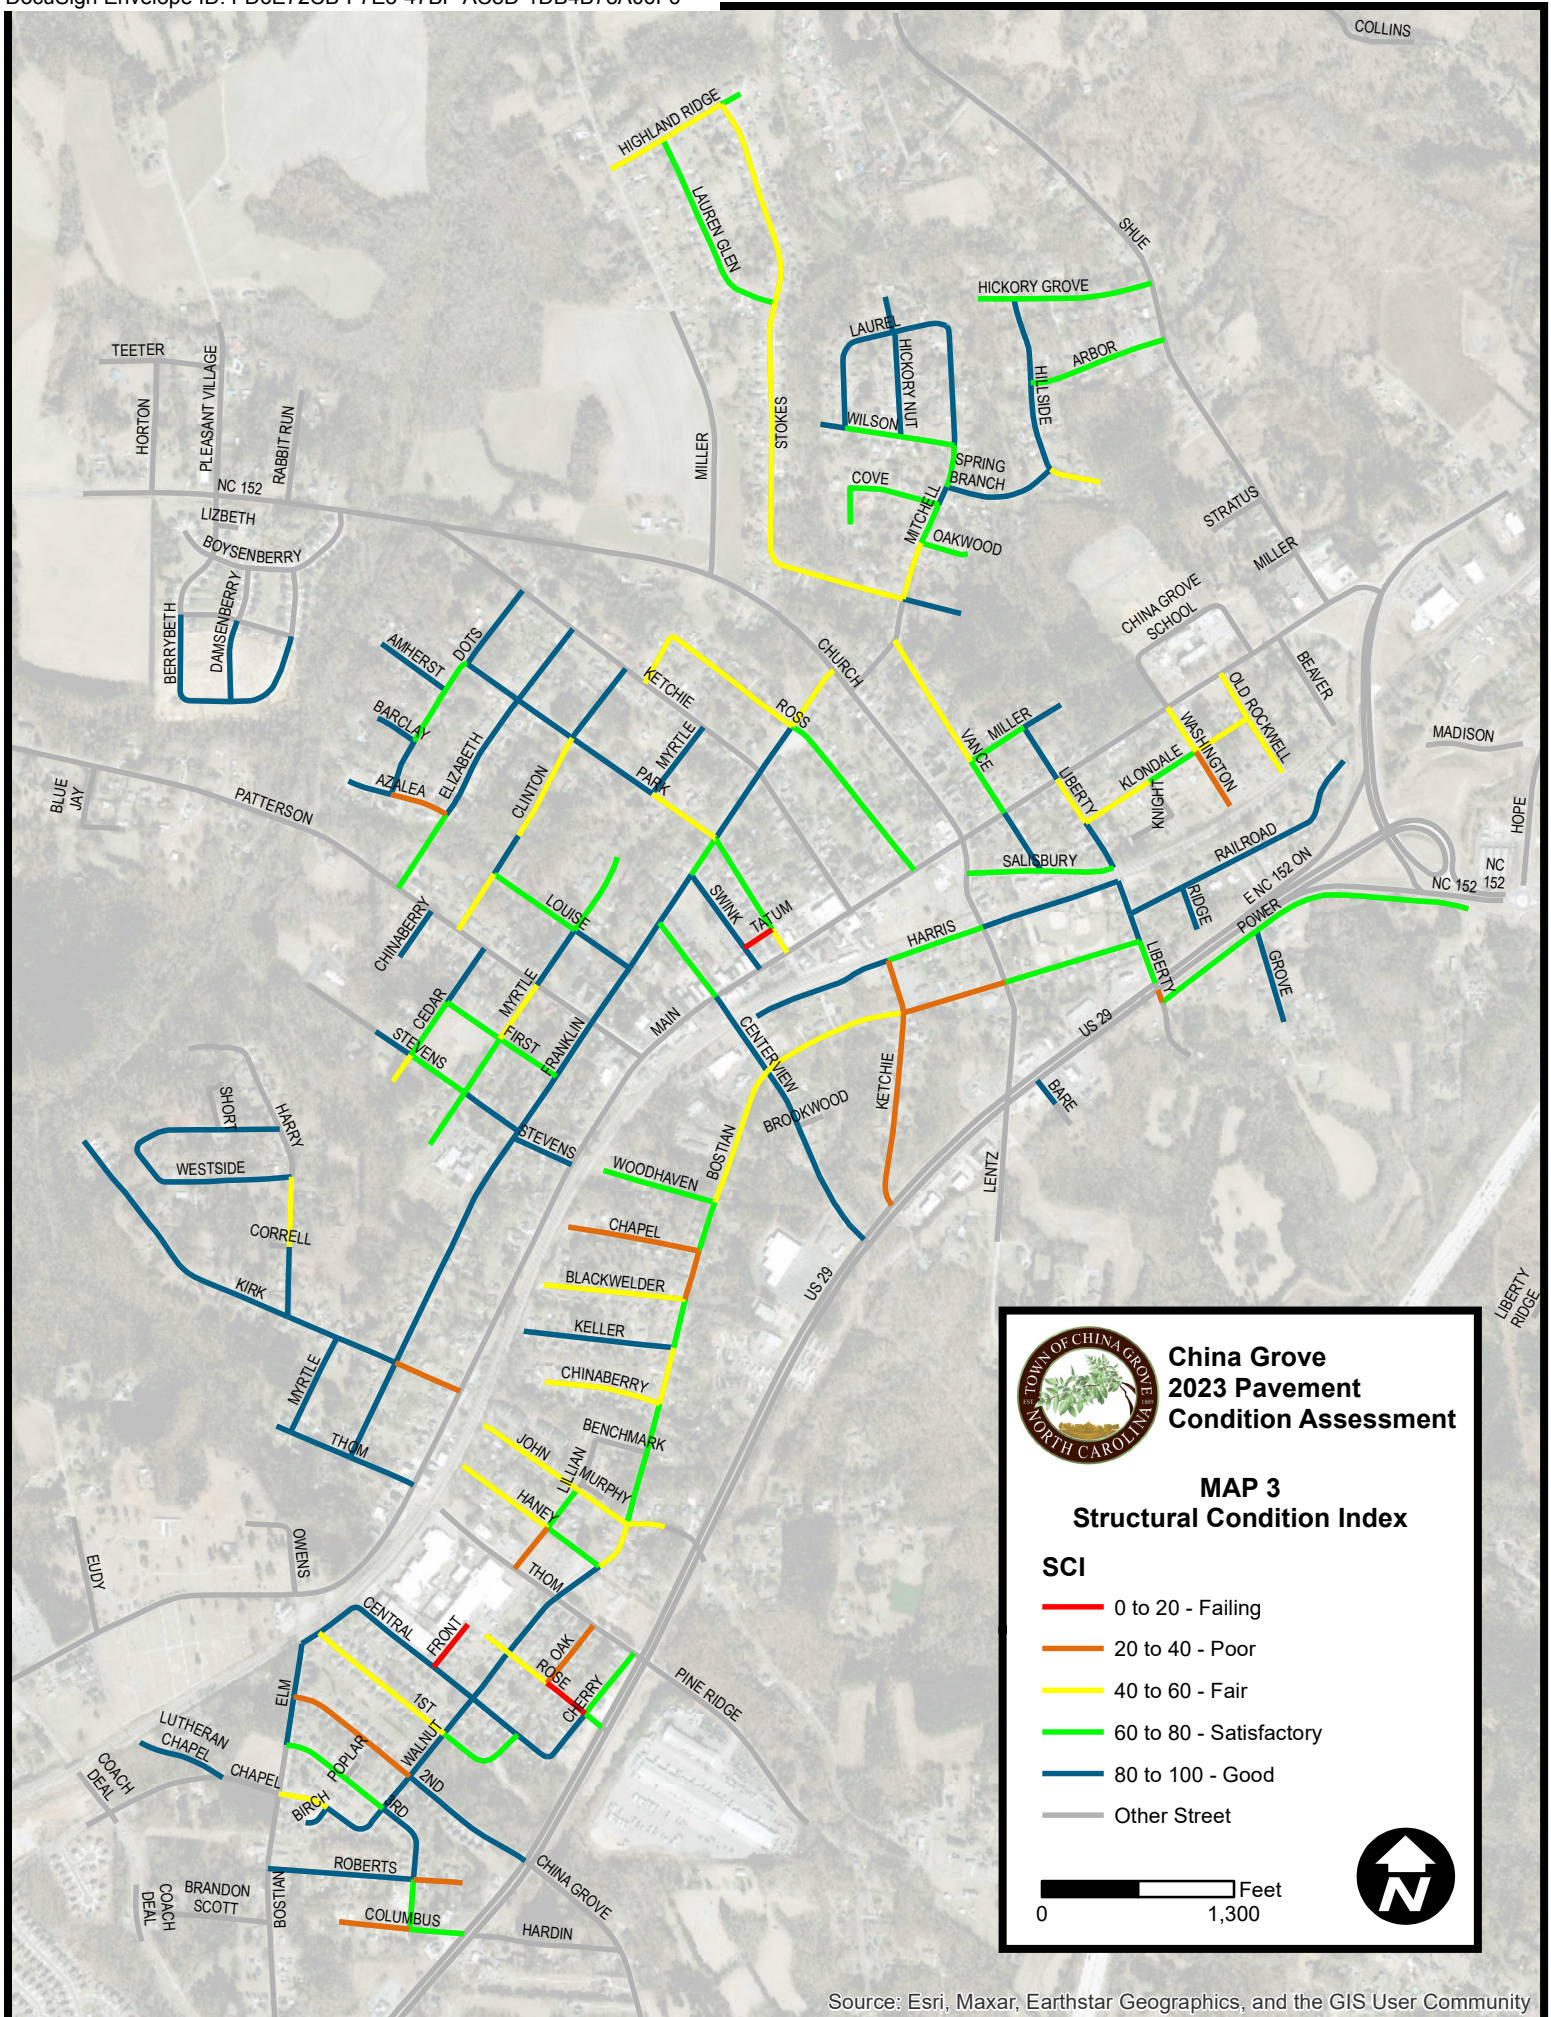 COLLINS
HIGHLAND RIDGE
LAUREN GLEN
SHUE
HICKORY GROVE
LAUREL
HICKORY NUT
ARBOR
HILLSIDE
TEETER
PLEASANT VILLAGE
HORTON
RABBIT RUN
MILLER
STOKES
WILSON
SPRING
BRANCH
COVE
MITCHELL
OAKWOOD
STRATUS
MILLER
NC 152
LIZBETH
BOYSENBERRY
BERRYBETH
DAMSENBERRY
CHINA GROVE
SCHOOL
BEAVER
AMHERST
DOTS
KETCHIE
CHURCH
ROSS
BARCLAY
MYRTLE
PARK
VANCE
MILLER
OLD ROCKWELL
WASHINGTON
KLONDALE
KNIGHT
LIBERTY
MADISON
AZALEA
ELIZABETH
CLINTON
BLUE
JAY
PATTERSON
HOPE
RAILROAD
SALISBURY
E NC 152 ON
NC 152
NC
152
CHINABERRY
LOUISE
SWINK
TATUM
HARRIS
RIDGE
POWER
LIBERTY
GROVE
CEDAR
MYRTLE
FIRST
STEVENS
FRANKLIN
MAIN
CENTERVIEW
US 29
KETCHIE
BROOKWOOD
BARE
SHORT
HARRY
WESTSIDE
STEVENS
BOSTIAN
WOODHAVEN
LENTZ
CORRELL
CHAPEL
KIRK
BLACKWELDER
US 29
LIBERTY
RIDGE
KELLER
MYRTLE
CHINABERRY
THOM
BENCHMARK
JOHN
LILLIAN
MURPHY
HANEY
THOM
EUDY
OWENS
CENTRAL
FRONT
OAK
ROSE
CHERRY
PINE RIDGE
ELM
1ST
LUTHERAN
CHAPEL
POPLAR
WALNUT
COACH
DEAL
CHAPEL
2ND
BIRCH
3RD
ROBERTS
CHINA GROVE
COACH
DEAL
BRANDON
SCOTT
BOSTIAN
COLUMBUS
HARDIN
TOWN OF CHINA GROVE
EST.
1889
NORTH CAROLINA
China Grove
2023 Pavement
Condition Assessment
MAP 3
Structural Condition Index
SCI
0 to 20 - Failing
20 to 40 - Poor
40 to 60 - Fair
60 to 80 - Satisfactory
80 to 100 - Good
Other Street
Feet
0 1,300
N
Source: Esri, Maxar, Earthstar Geographics, and the GIS User Community